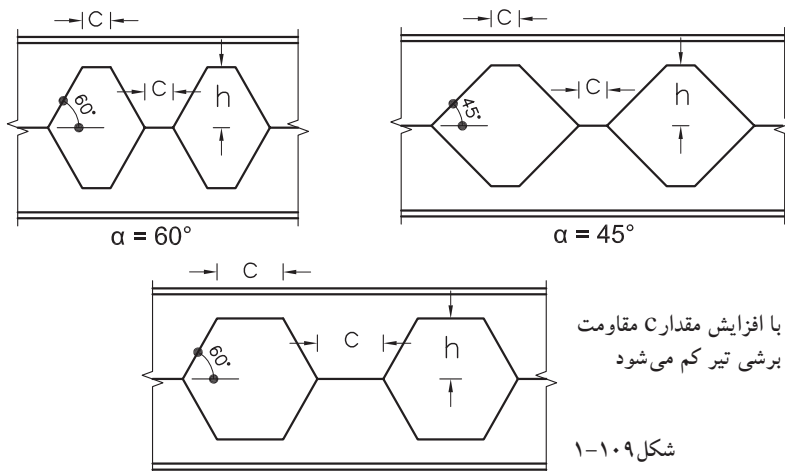 C
C
60°
h
α = 60°
C
C
45°
h
α = 45°
C
C
60°
h
با افزایش مقدار C مقاومت
برشی تیر کم می‌شود
شکل ۱۰۹-۱